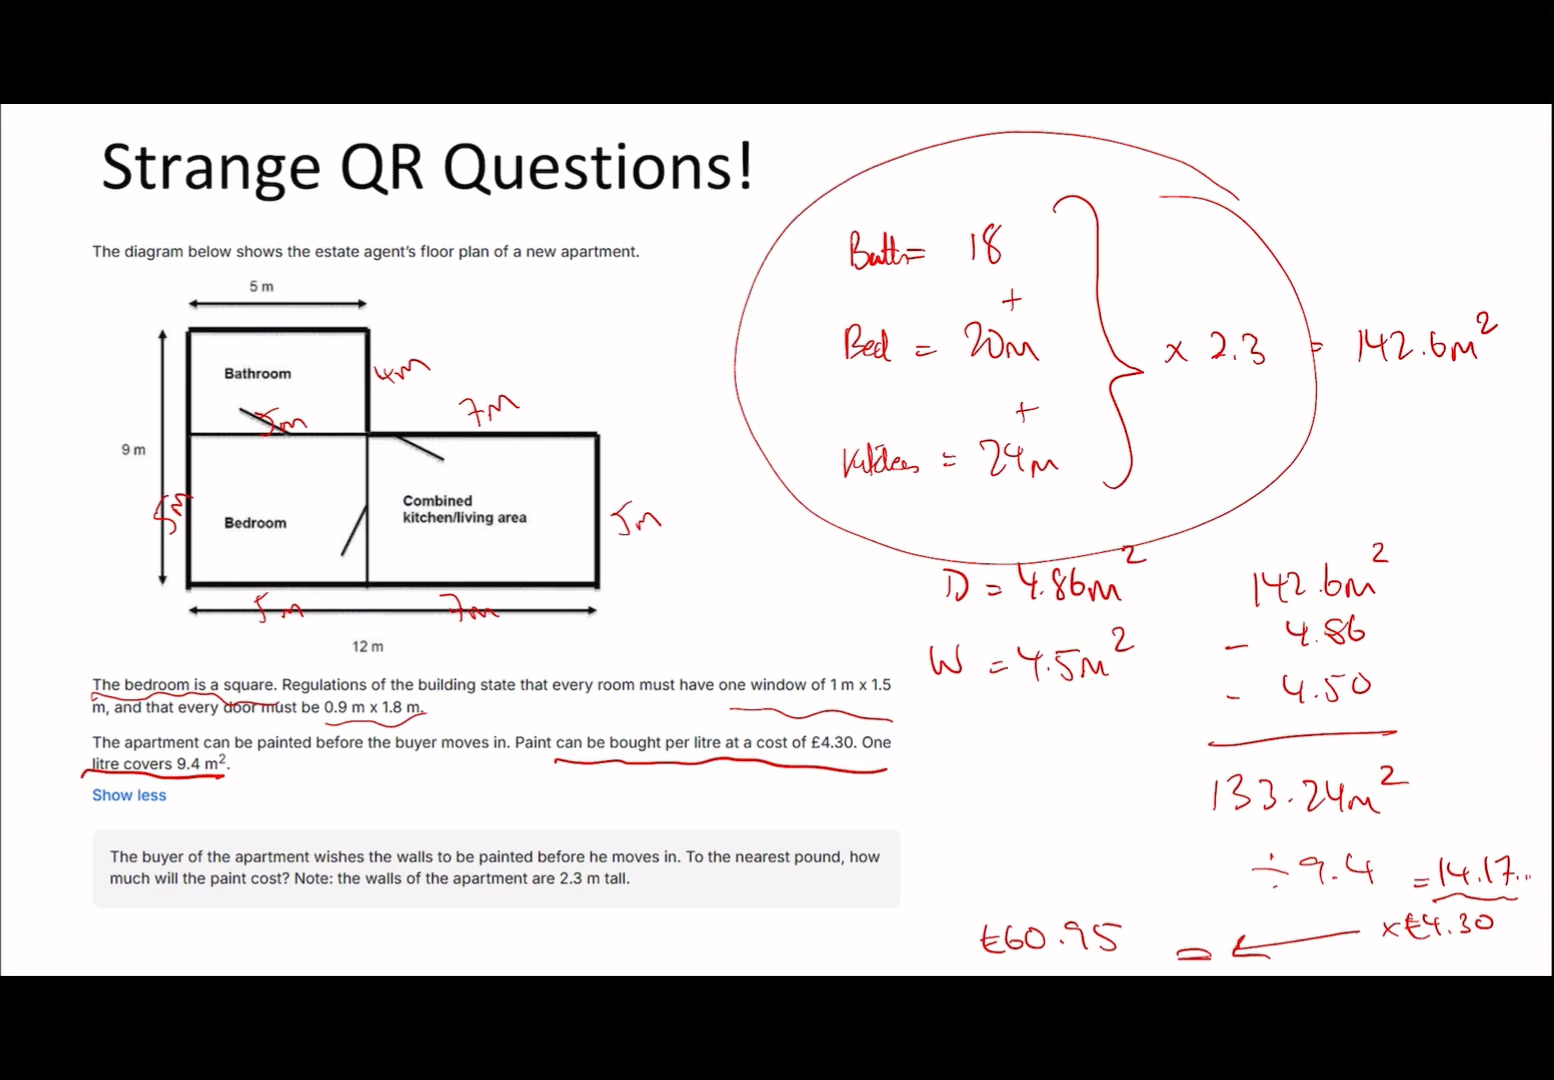 Strange QR Questions!
The diagram below shows the estate agent's floor plan of a new apartment.
5 m
Bathroom
4m
7m
5m
9 m
5m
Bedroom
Combined
kitchen/living area
5m
5m
7m
12 m
The bedroom is a square. Regulations of the building state that every room must have one window of 1 m x 1.5
m, and that every door must be 0.9 m x 1.8 m.
The apartment can be painted before the buyer moves in. Paint can be bought per litre at a cost of £4.30. One
litre covers 9.4 m².
Show less
The buyer of the apartment wishes the walls to be painted before he moves in. To the nearest pound, how
much will the paint cost? Note: the walls of the apartment are 2.3 m tall.
= 18
+
Bed = 20m
+
= 24m
x 2.3 = 142.6m²
D = 4.86m²
W = 4.5m²
142.6m²
- 4.86
- 4.50
133.24m²
÷ 9.4 = 14.17...
x £4.30
£60.95 =